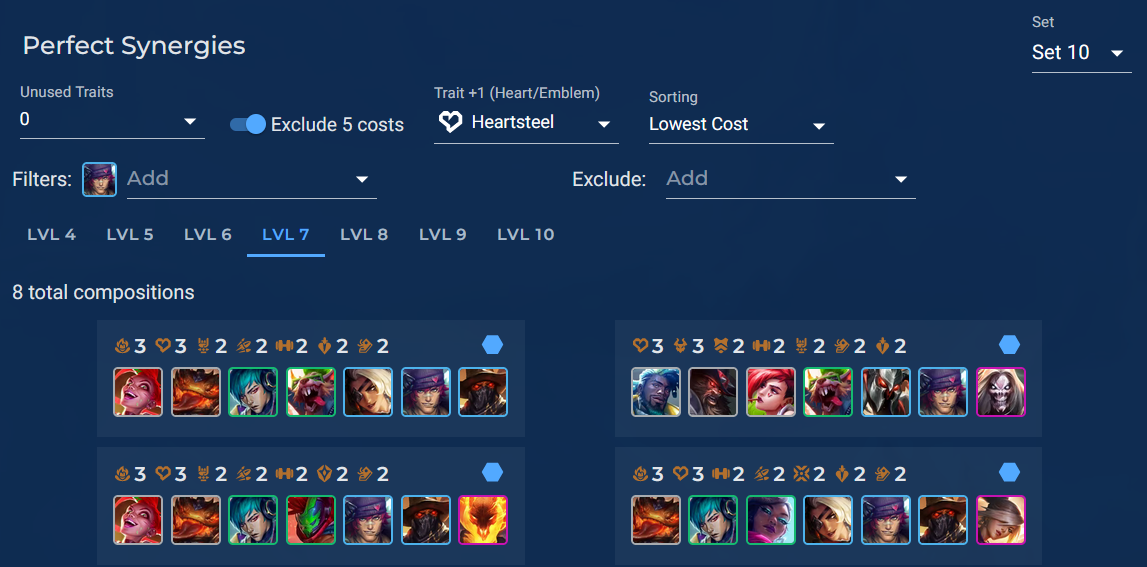 Perfect Synergies
Set
Set 10
Unused Traits
0
Exclude 5 costs
Trait +1 (Heart/Emblem)
Heartsteel
Sorting
Lowest Cost
Filters: Add
Exclude: Add
LVL 4 LVL 5 LVL 6 LVL 7 LVL 8 LVL 9 LVL 10
8 total compositions
3 3 2 2 2 2 2
3 3 2 2 2 2 2
3 3 2 2 2 2 2
3 3 2 2 2 2 2